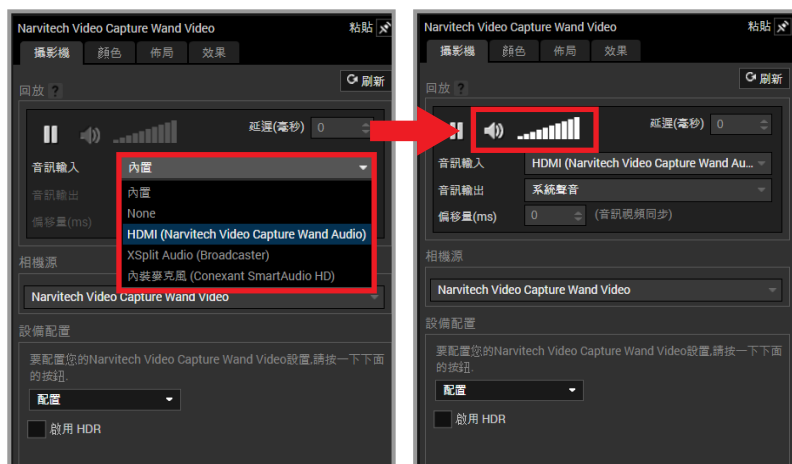 Narvitech Video Capture Wand Video 粘貼
攝影機 顏色 佈局 效果
回放 ? 刷新
延遲(毫秒) 0
音訊輸入 內置
音訊輸出 內置
None
偏移量(ms)
HDMI (Narvitech Video Capture Wand Audio)
XSplit Audio (Broadcaster)
相機源
內裝麥克風 (Conexant SmartAudio HD)
Narvitech Video Capture Wand Video
設備配置
要配置您的Narvitech Video Capture Wand Video設置,請按一下下面
的按鈕.
配置
啟用 HDR
Narvitech Video Capture Wand Video 粘貼
攝影機 顏色 佈局 效果
回放 ? 刷新
延遲(毫秒) 0
音訊輸入 HDMI (Narvitech Video Capture Wand Au...
音訊輸出 系統聲音
偏移量(ms) 0 (音訊視頻同步)
相機源
Narvitech Video Capture Wand Video
設備配置
要配置您的Narvitech Video Capture Wand Video設置,請按一下下面
的按鈕.
配置
啟用 HDR